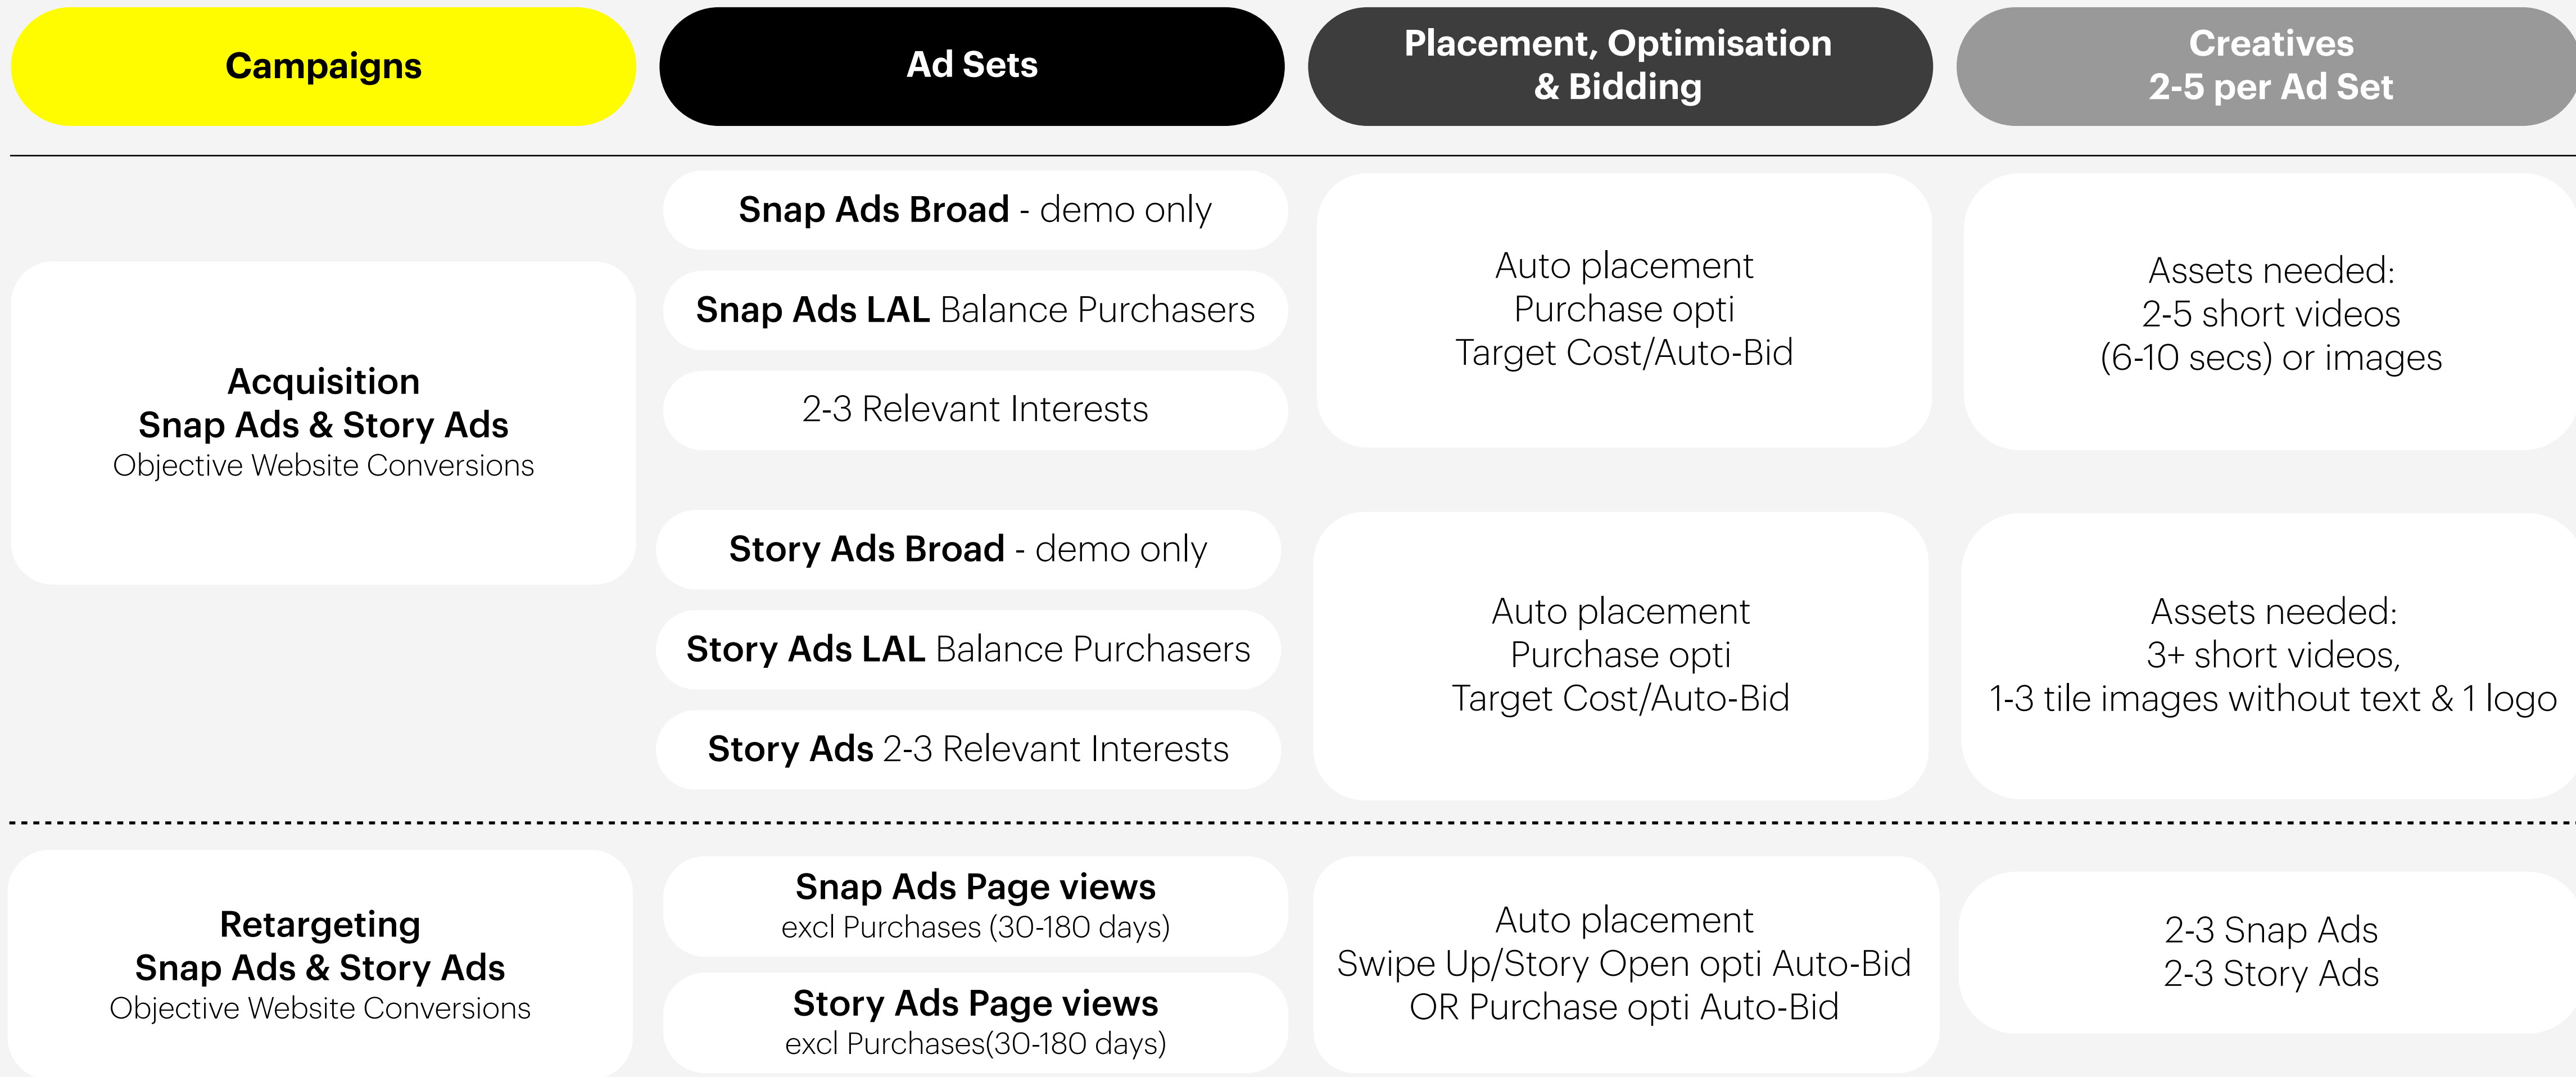 Campaigns
Ad Sets
Placement, Optimisation
& Bidding
Creatives
2-5 per Ad Set
Acquisition
Snap Ads & Story Ads
Objective Website Conversions
Snap Ads Broad - demo only
Snap Ads LAL Balance Purchasers
2-3 Relevant Interests
Auto placement
Purchase opti
Target Cost/Auto-Bid
Assets needed:
2-5 short videos
(6-10 secs) or images
Story Ads Broad - demo only
Story Ads LAL Balance Purchasers
Story Ads 2-3 Relevant Interests
Auto placement
Purchase opti
Target Cost/Auto-Bid
Assets needed:
3+ short videos,
1-3 tile images without text & 1 logo
Retargeting
Snap Ads & Story Ads
Objective Website Conversions
Snap Ads Page views
excl Purchases (30-180 days)
Story Ads Page views
excl Purchases(30-180 days)
Auto placement
Swipe Up/Story Open opti Auto-Bid
OR Purchase opti Auto-Bid
2-3 Snap Ads
2-3 Story Ads